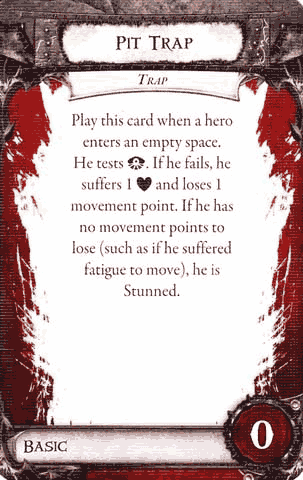 Pit Trap
Trap
Play this card when a hero
enters an empty space.
He tests . If he fails, he
suffers 1 and loses 1
movement point. If he has
no movement points to
lose (such as if he suffered
fatigue to move), he is
Stunned.
Basic
0